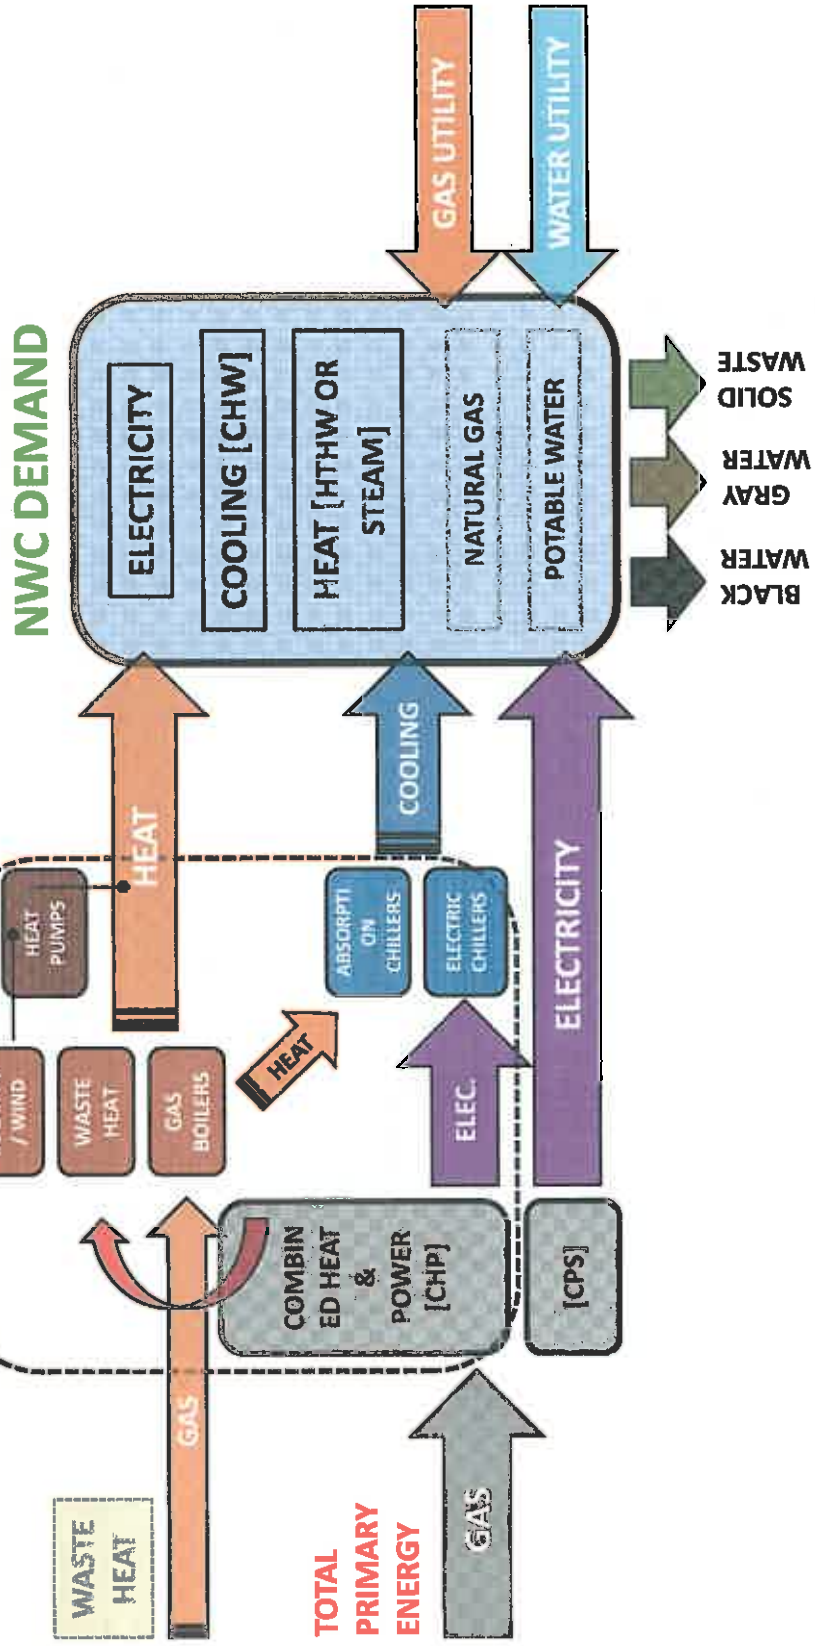 NWC DEMAND
WASTE
HEAT
GAS
/ WIND
WASTE
HEAT
GAS
BOILERS
HEAT
PUMPS
HEAT
HEAT
ABSORPTI
ON
CHILLERS
ELECTRIC
CHILLERS
COOLING
TOTAL
PRIMARY
ENERGY
GAS
COMBIN
ED HEAT
&
POWER
[CHP]
[CPS]
ELEC.
ELECTRICITY
ELECTRICITY
COOLING [CHW]
HEAT [HTHW OR
STEAM]
NATURAL GAS
POTABLE WATER
GAS UTILITY
WATER UTILITY
BLACK
WATER
GRAY
WATER
SOLID
WASTE